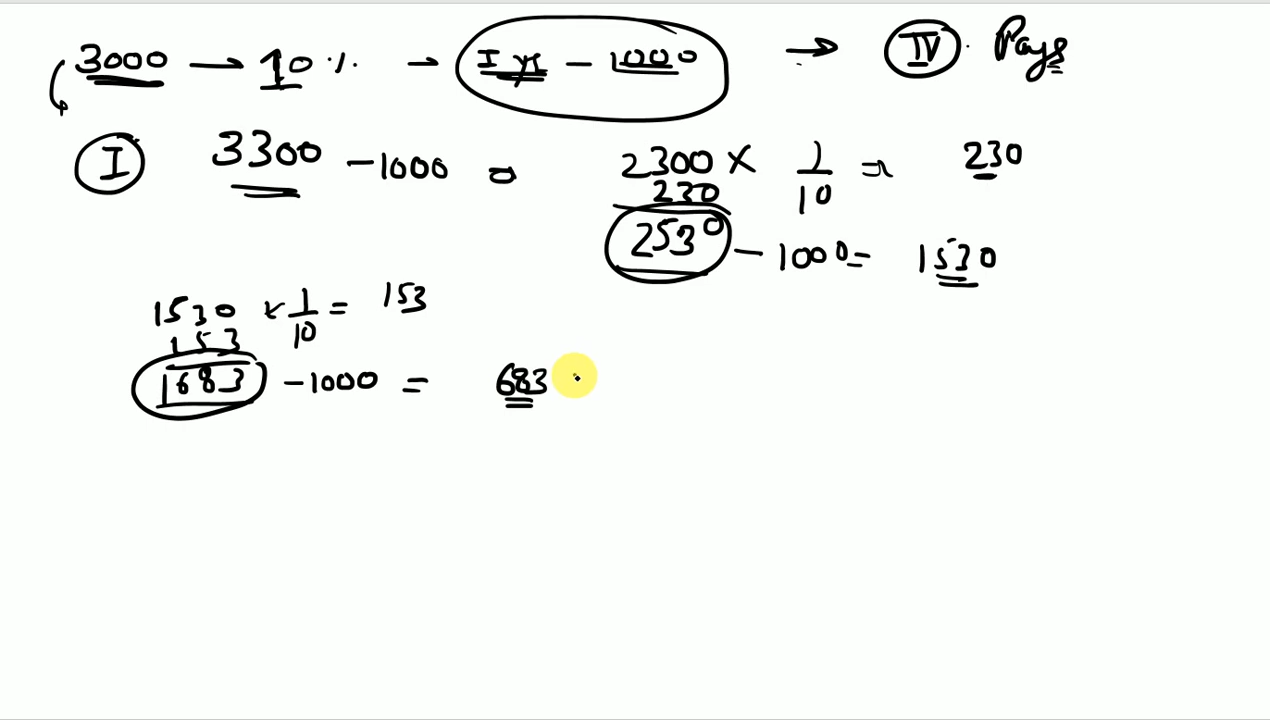 3000 → 10 % → I yr - 1000 → IV. Pays
I 3300 - 1000 = 2300 × 1/10 = 230
230
2530 - 1000 = 1530
1530 × 1/10 = 153
153
1683 - 1000 = 683